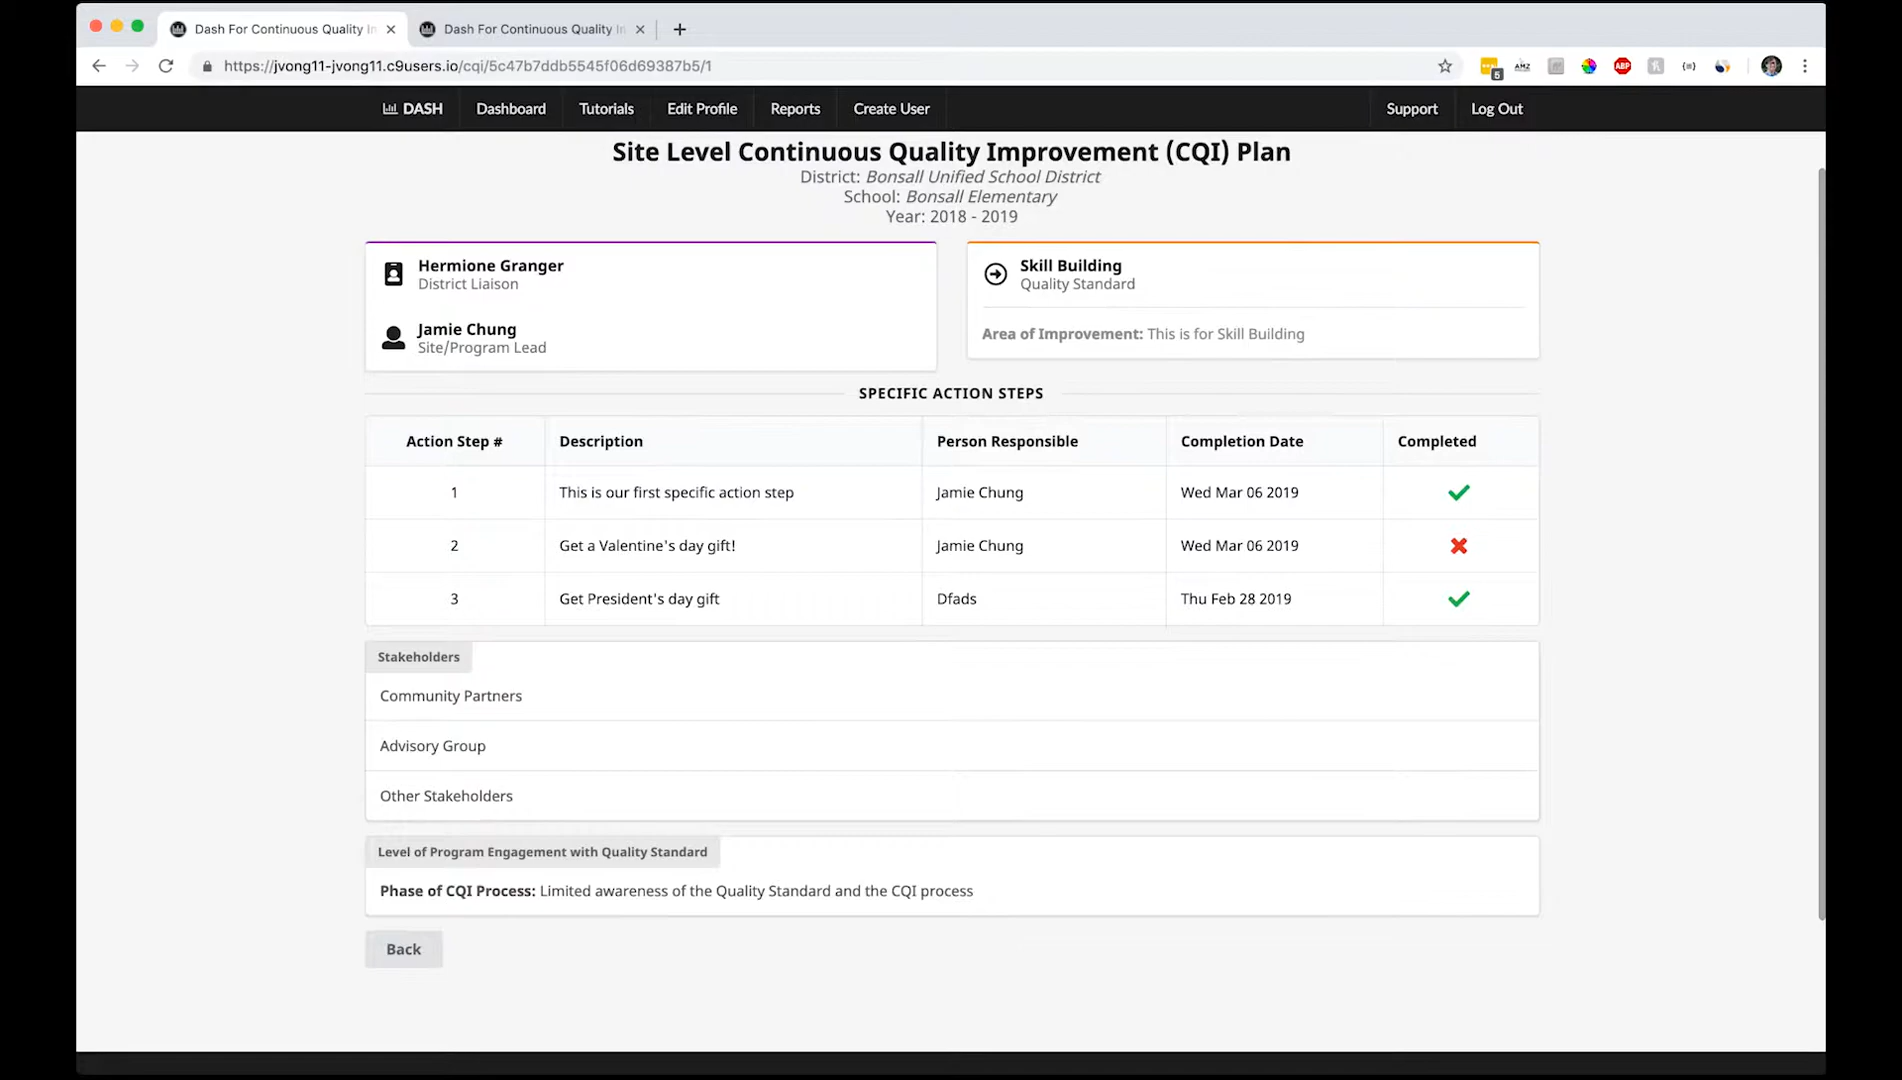 Dash For Continuous Quality In
Dash For Continuous Quality In
https://jvong11-jvong11.c9users.io/cqi/5c47b7ddb5545f06d69387b5/1
5
AMZ
ABP
DASH
Dashboard
Tutorials
Edit Profile
Reports
Create User
Support
Log Out
Site Level Continuous Quality Improvement (CQI) Plan
District: Bonsall Unified School District
School: Bonsall Elementary
Year: 2018 - 2019
Hermione Granger
District Liaison
Jamie Chung
Site/Program Lead
Skill Building
Quality Standard
Area of Improvement: This is for Skill Building
SPECIFIC ACTION STEPS
Action Step # Description Person Responsible Completion Date Completed
1 This is our first specific action step Jamie Chung Wed Mar 06 2019
2 Get a Valentine's day gift! Jamie Chung Wed Mar 06 2019
3 Get President's day gift Dfads Thu Feb 28 2019
Stakeholders
Community Partners
Advisory Group
Other Stakeholders
Level of Program Engagement with Quality Standard
Phase of CQI Process: Limited awareness of the Quality Standard and the CQI process
Back